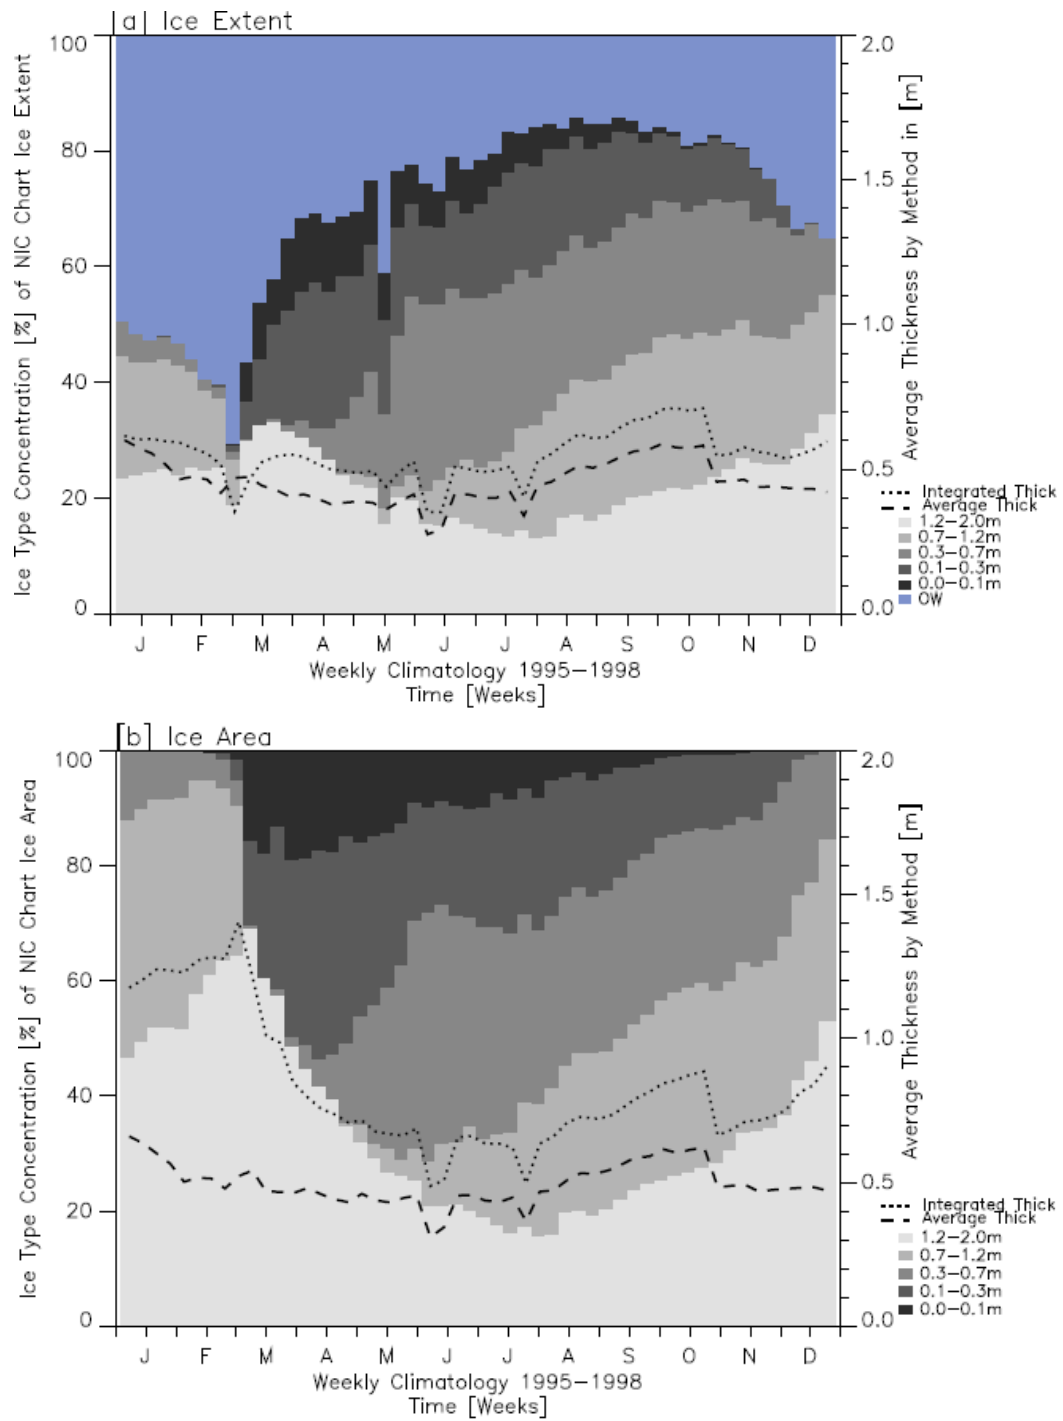 [a] Ice Extent
Ice Type Concentration [%] of NIC Chart Ice Extent
100
80
60
40
20
0
2.0
1.5
1.0
0.5
0.0
Average Thickness by Method in [m]
Integrated Thick
Average Thick
1.2-2.0m
0.7-1.2m
0.3-0.7m
0.1-0.3m
0.0-0.1m
OW
J F M A M J J A S O N D
Weekly Climatology 1995-1998
Time [Weeks]
[b] Ice Area
Ice Type Concentration [%] of NIC Chart Ice Area
100
80
60
40
20
0
2.0
1.5
1.0
0.5
0.0
Average Thickness by Method [m]
Integrated Thick
Average Thick
1.2-2.0m
0.7-1.2m
0.3-0.7m
0.1-0.3m
0.0-0.1m
J F M A M J J A S O N D
Weekly Climatology 1995-1998
Time [Weeks]